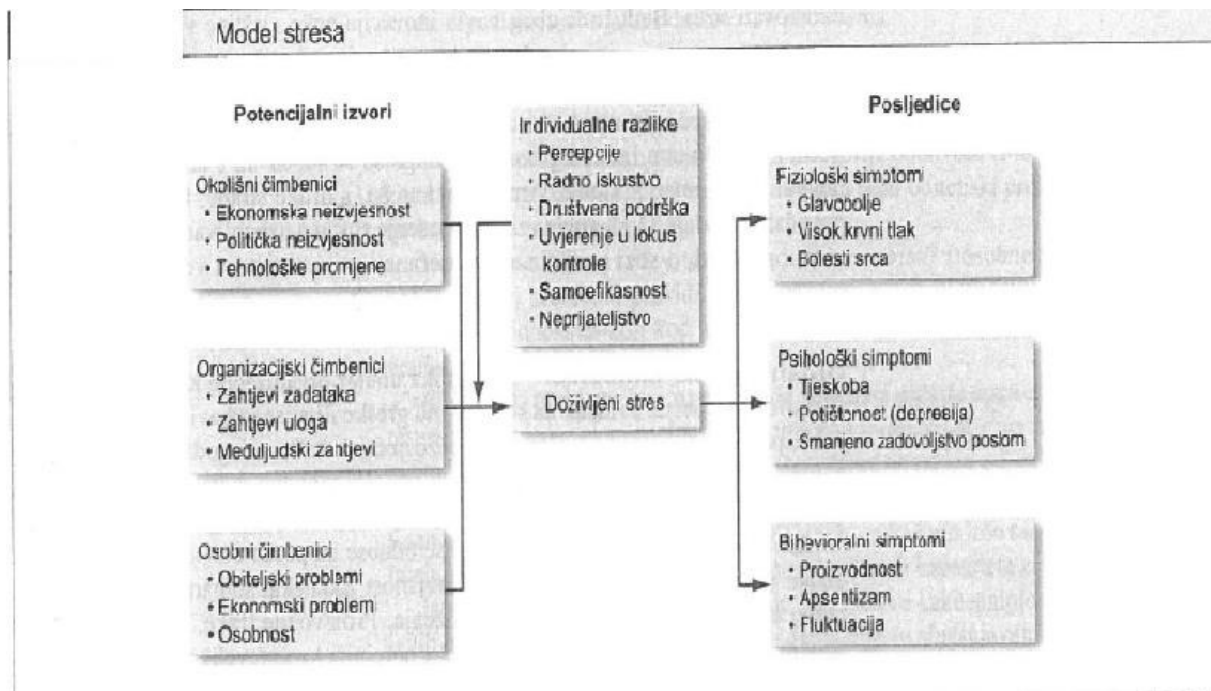 Model stresa
Potencijalni izvori
Okolišni čimbenici
• Ekonomska neizvjesnost
• Politička neizvjesnost
• Tehnološke promjene
Organizacijski čimbenici
• Zahtjevi zadataka
• Zahtjevi uloga
• Međuljudski zahtjevi
Osobni čimbenici
• Obiteljski problemi
• Ekonomski problem
• Osobnost
Individualne razlike
• Percepcije
• Radno iskustvo
• Društvena podrška
• Uvjerenje u lokus
kontrole
• Samoefikasnost
• Neprijateljstvo
Doživljeni stres
Posljedice
Fiziološki simptomi
• Glavobolje
• Visok krvni tlak
• Bolesti srca
Psihološki simptomi
• Tjeskoba
• Potištenost (depresija)
• Smanjeno zadovoljstvo poslom
Bihevioralni simptomi
• Proizvodnost
• Apsentizam
• Fluktuacija